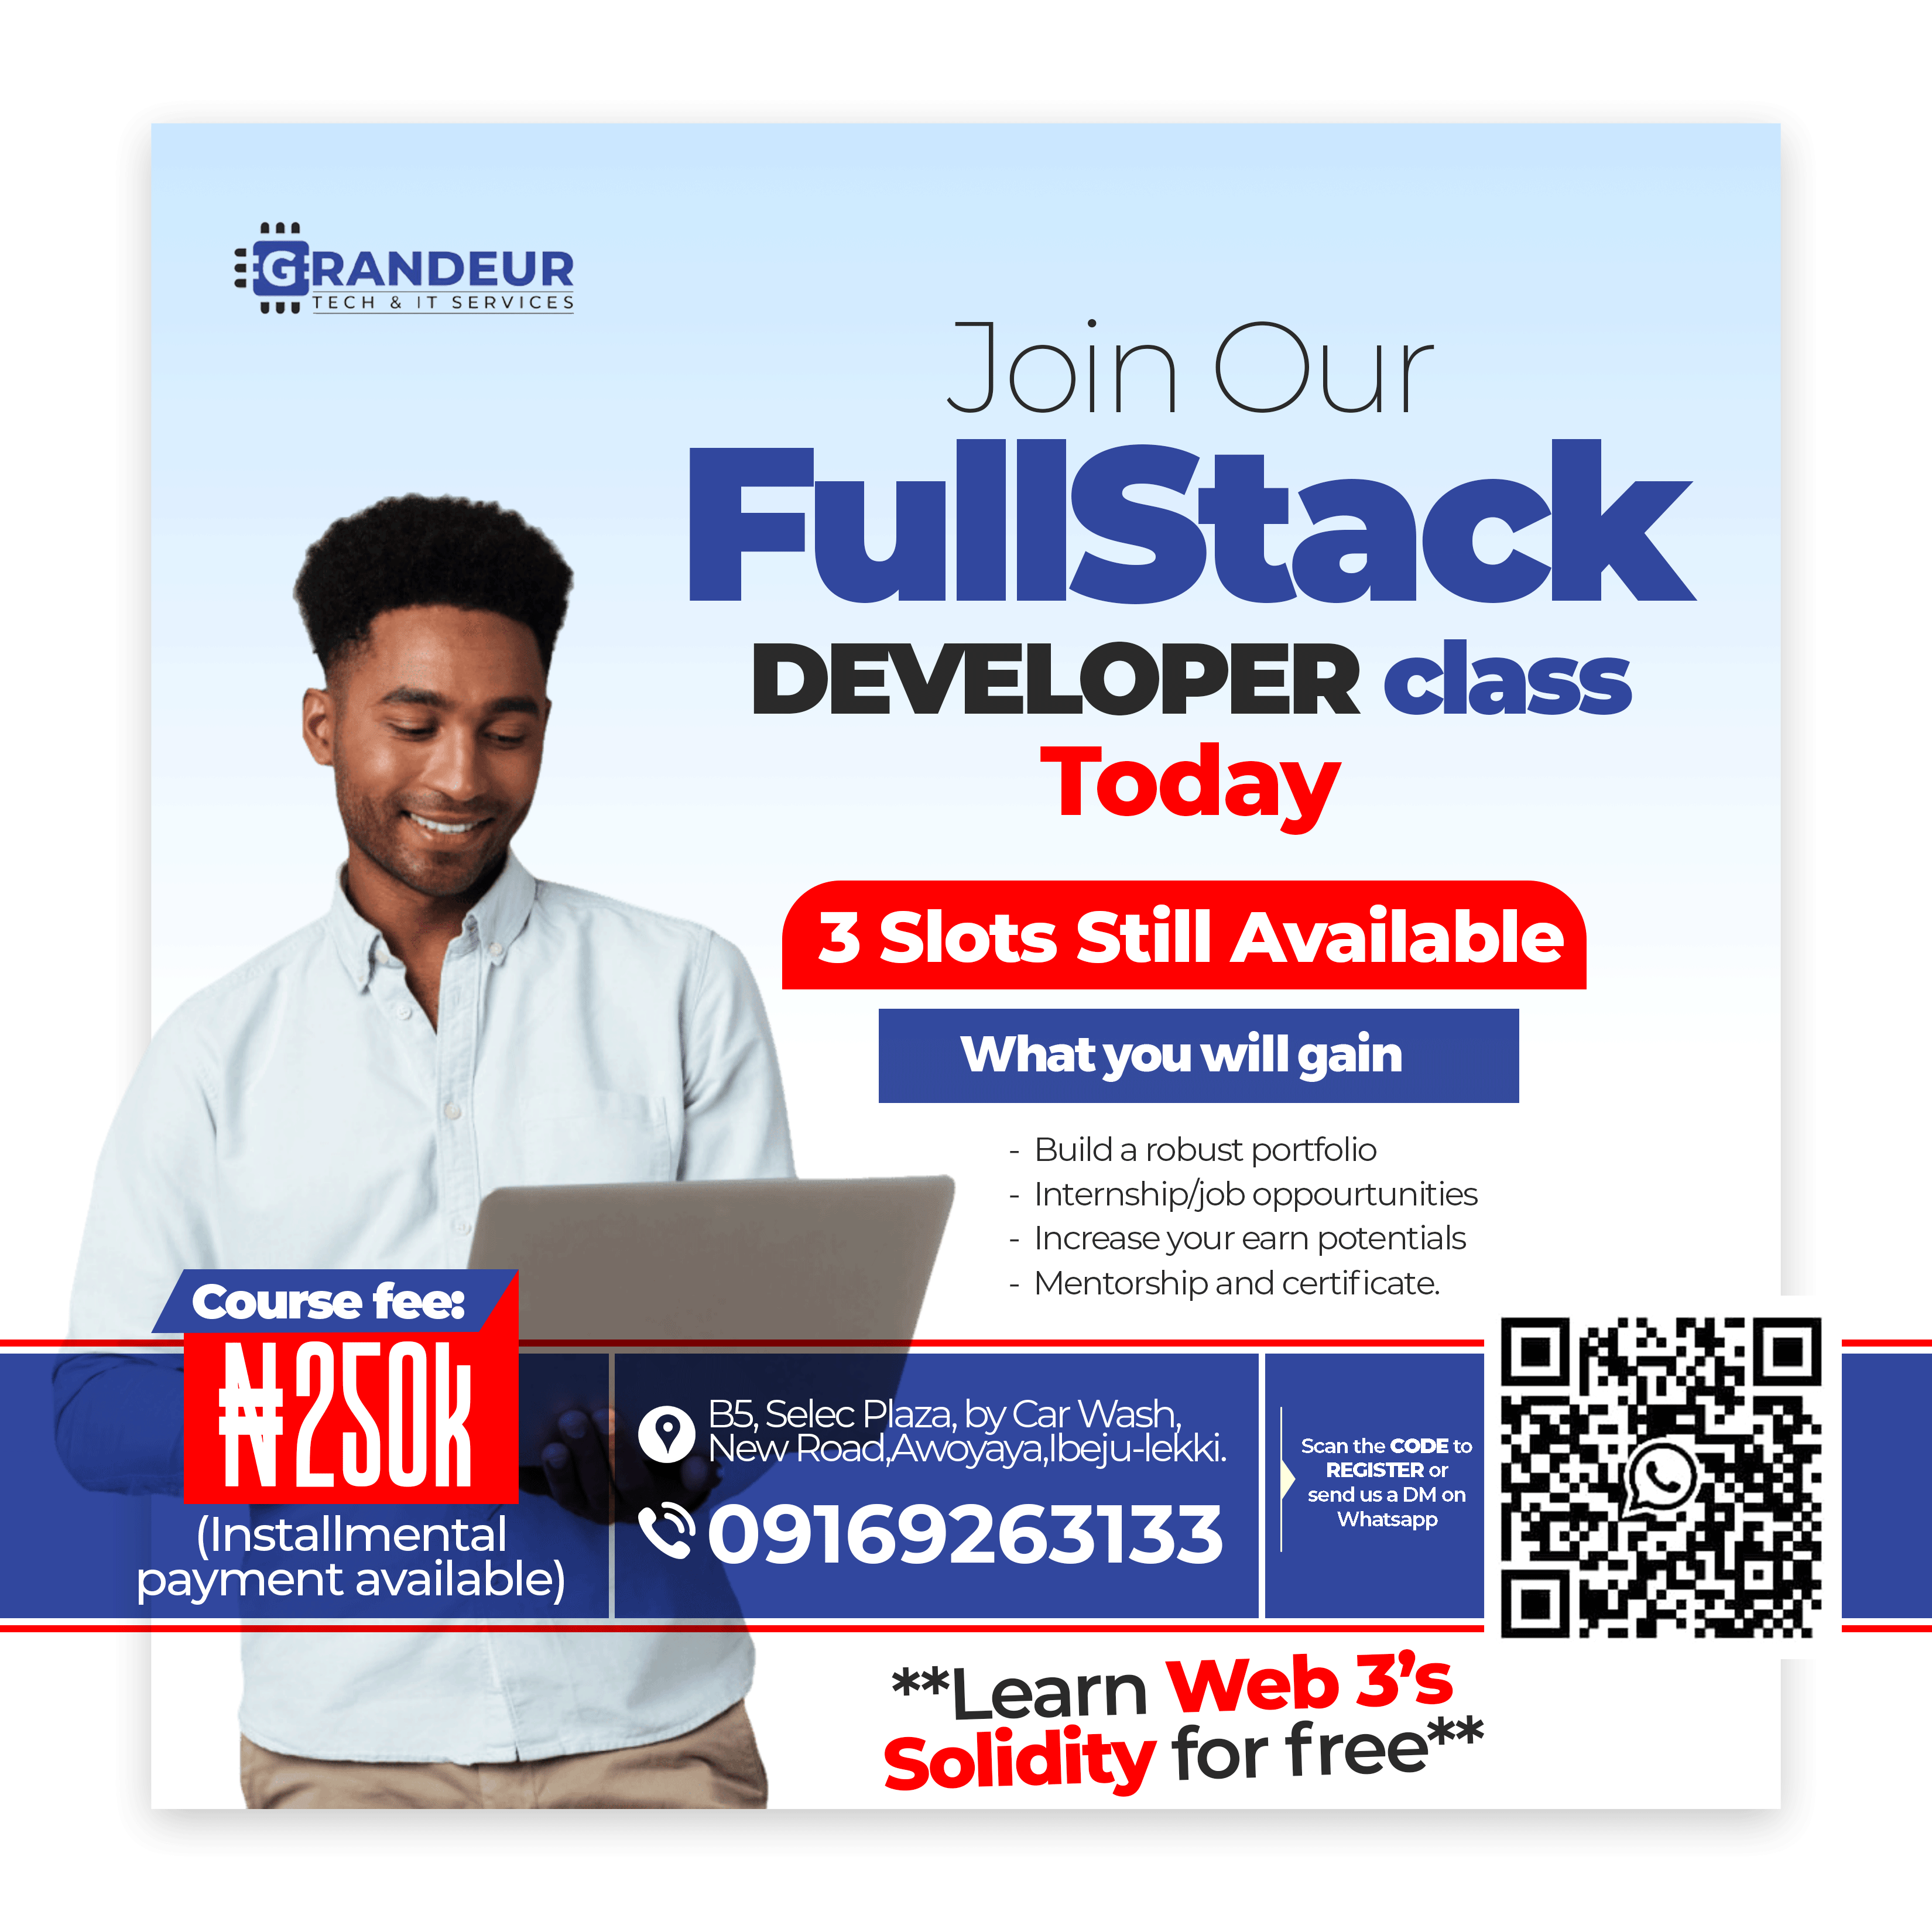 GRANDEUR
TECH & IT SERVICES
Join Our
FullStack
DEVELOPER class
Today
3 Slots Still Available
What you will gain
- Build a robust portfolio
- Internship/job oppourtunities
- Increase your earn potentials
- Mentorship and certificate.
Course fee:
₦250k
(Installmental
payment available)
B5, Selec Plaza, by Car Wash,
New Road,Awoyaya,Ibeju-lekki.
09169263133
Scan the CODE to
REGISTER or
send us a DM on
Whatsapp
**Learn Web 3’s
Solidity for free**